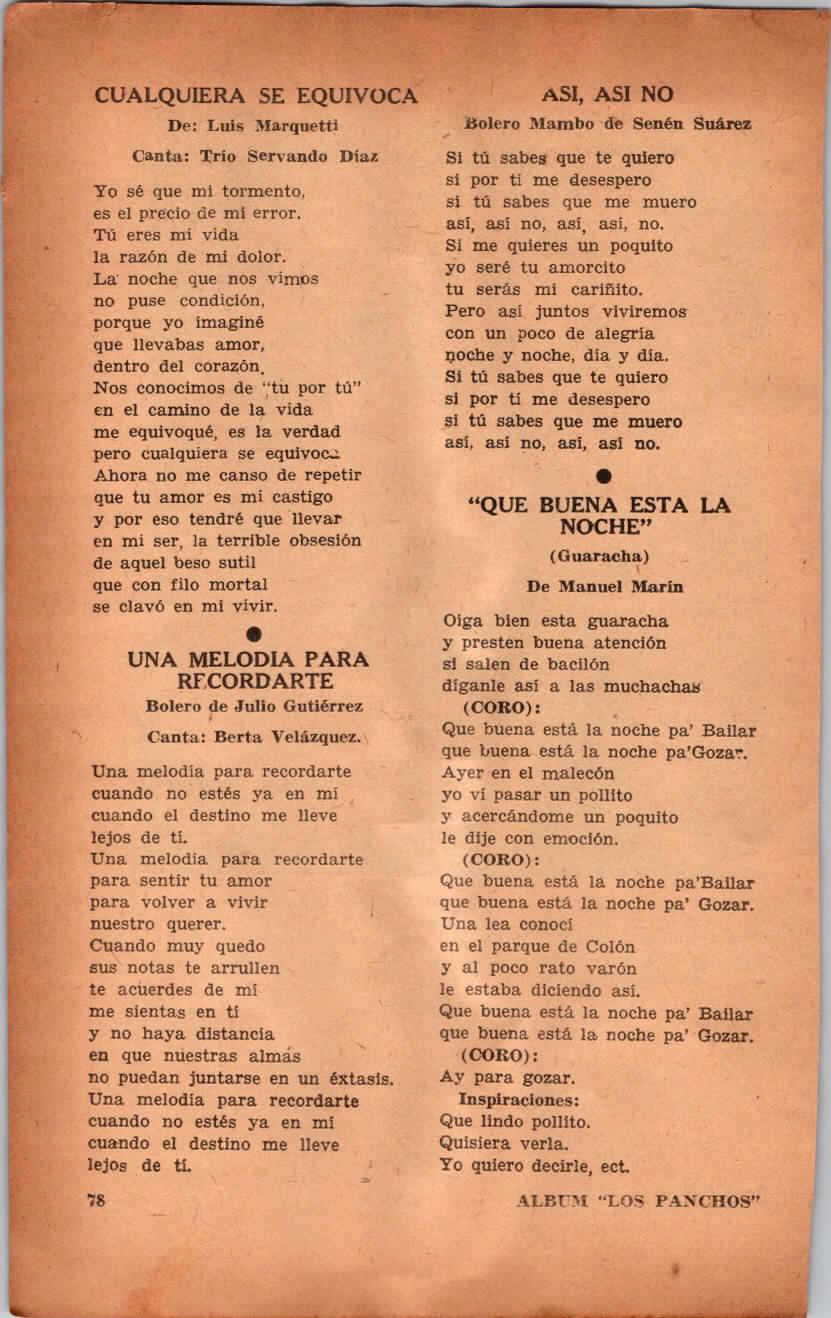 CUALQUIERA SE EQUIVOCA
De: Luis Marquetti
Canta: Trio Servando Diaz
Yo sé que mi tormento,
es el precio de mi error.
Tú eres mi vida
la razón de mi dolor.
La noche que nos vimos
no puse condición,
porque yo imaginé
que llevabas amor,
dentro del corazón.
Nos conocimos de “tu por tú”
en el camino de la vida
me equivoqué, es la verdad
pero cualquiera se equivoca
Ahora no me canso de repetir
que tu amor es mi castigo
y por eso tendré que llevar
en mi ser, la terrible obsesión
de aquel beso sutil
que con filo mortal
se clavó en mi vivir.
UNA MELODIA PARA
RECORDARTE
Bolero de Julio Gutiérrez
Canta: Berta Velázquez.
Una melodía para recordarte
cuando no estés ya en mí
cuando el destino me lleve
lejos de tí.
Una melodía para recordarte
para sentir tu amor
para volver a vivir
nuestro querer.
Cuando muy quedo
sus notas te arrullen
te acuerdes de mí
me sientas en tí
y no haya distancia
en que nuestras almas
no puedan juntarse en un éxtasis.
Una melodía para recordarte
cuando no estés ya en mí
cuando el destino me lleve
lejos de tí.
78
ASI, ASI NO
Bolero Mambo de Senén Suárez
Si tú sabes que te quiero
si por ti me desespero
si tú sabes que me muero
así, así no, así, así, no.
Si me quieres un poquito
yo seré tu amorcito
tu serás mi cariñito.
Pero así juntos viviremos
con un poco de alegría
noche y noche, día y día.
Si tú sabes que te quiero
si por tí me desespero
si tú sabes que me muero
así, así no, así, así no.
“QUE BUENA ESTA LA
NOCHE”
(Guaracha)
De Manuel Marín
Oiga bien esta guaracha
y presten buena atención
si salen de bacilón
díganle así a las muchachas
(CORO):
Que buena está la noche pa’ Bailar
que buena está la noche pa’Gozar.
Ayer en el malecón
yo ví pasar un pollito
y acercándome un poquito
le dije con emoción.
(CORO):
Que buena está la noche pa’Bailar
que buena está la noche pa’ Gozar.
Una lea conocí
en el parque de Colón
y al poco rato varón
le estaba diciendo así.
Que buena está la noche pa’ Bailar
que buena está la noche pa’ Gozar.
(CORO):
Ay para gozar.
Inspiraciones:
Que lindo pollito.
Quisiera verla.
Yo quiero decirle, ect.
ALBUM “LOS PANCHOS”